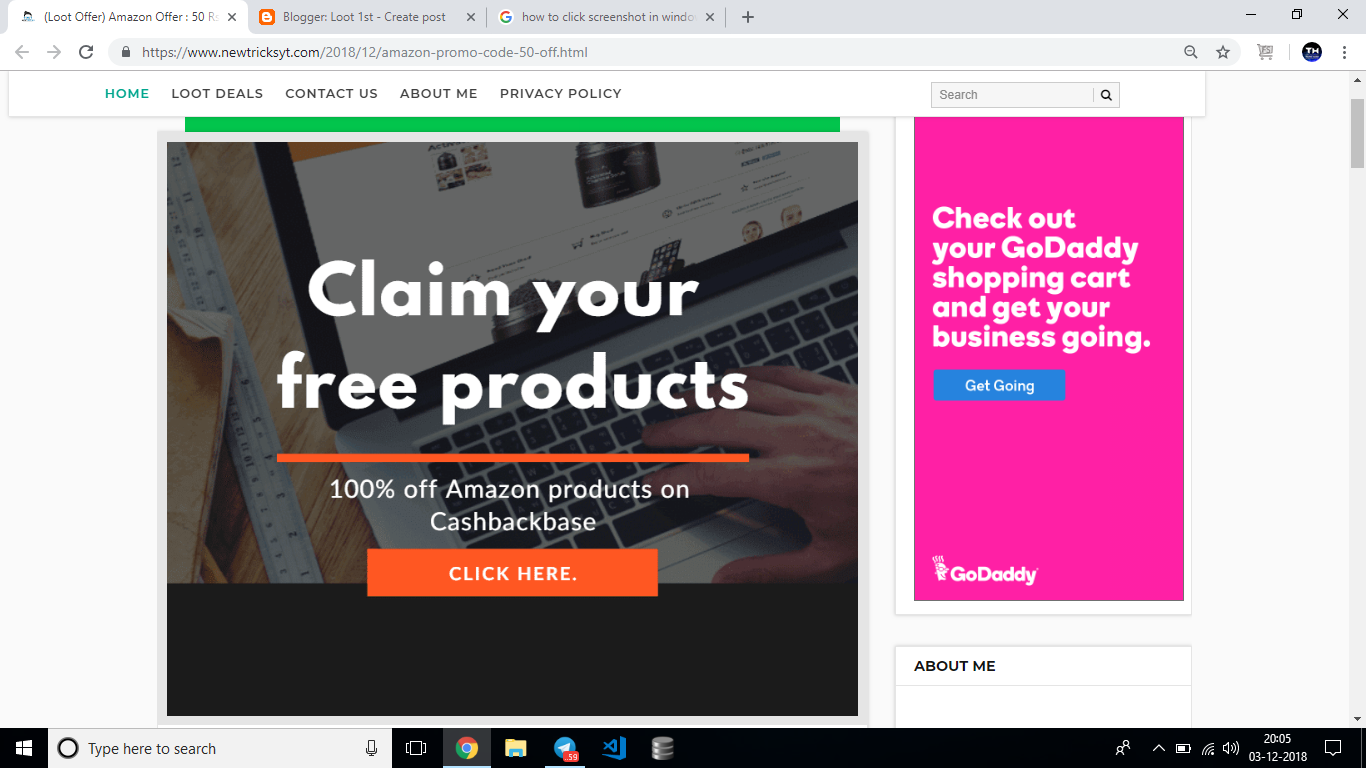 (Loot Offer) Amazon Offer : 50 Rs
Blogger: Loot 1st - Create post
how to click screenshot in windo
https://www.newtricksyt.com/2018/12/amazon-promo-code-50-off.html
HOME LOOT DEALS CONTACT US ABOUT ME PRIVACY POLICY
Search
Claim your
free products
100% off Amazon products on
Cashbackbase
CLICK HERE.
Check out
your GoDaddy
shopping cart
and get your
business going.
Get Going
GoDaddy
ABOUT ME
Type here to search
59
20:05
03-12-2018